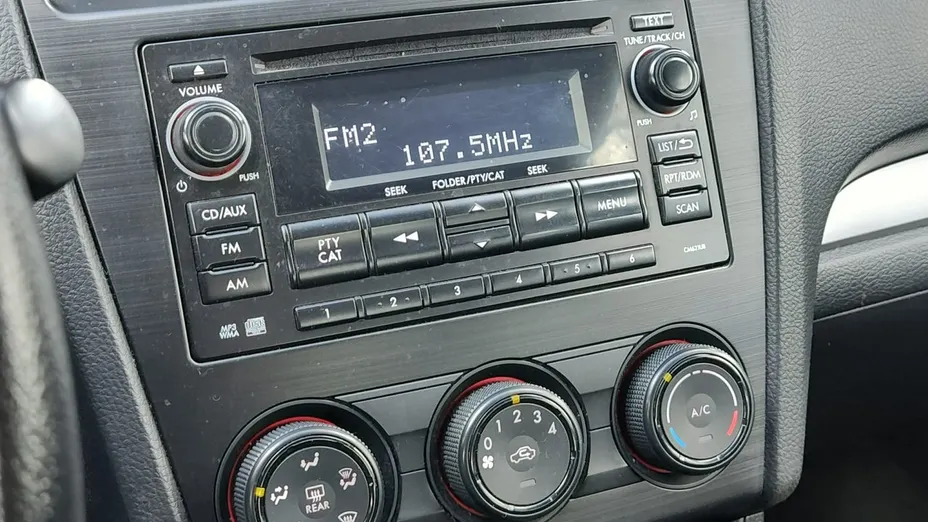 TEXT
TUNE/TRACK/CH
VOLUME
PUSH
FM2
107.5MHz
PUSH
LIST/
CD/AUX
SEEK
FOLDER/PTY/CAT
SEEK
RPT/RDM
FM
PTY
CAT
MENU
SCAN
AM
1
2
3
4
5
6
MP3
WMA
0 1 2 3 4
A/C
REAR